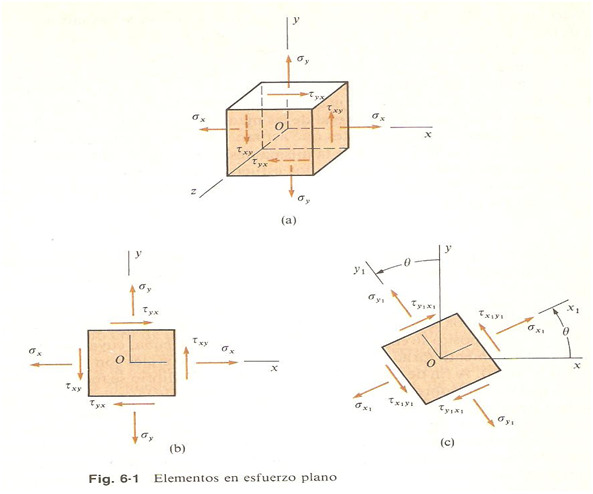 y
σy
τyx
σx
τxy
O
σx
x
τxy
τyx
z
σy
(a)
y
σy
τyx
σx
τxy
σx
O
x
τxy
τyx
σy
(b)
y
y1
θ
σy1
τy1x1
τx1y1
x1
σx1
θ
O
x
σx1
τx1y1
τy1x1
σy1
(c)
Fig. 6-1 Elementos en esfuerzo plano